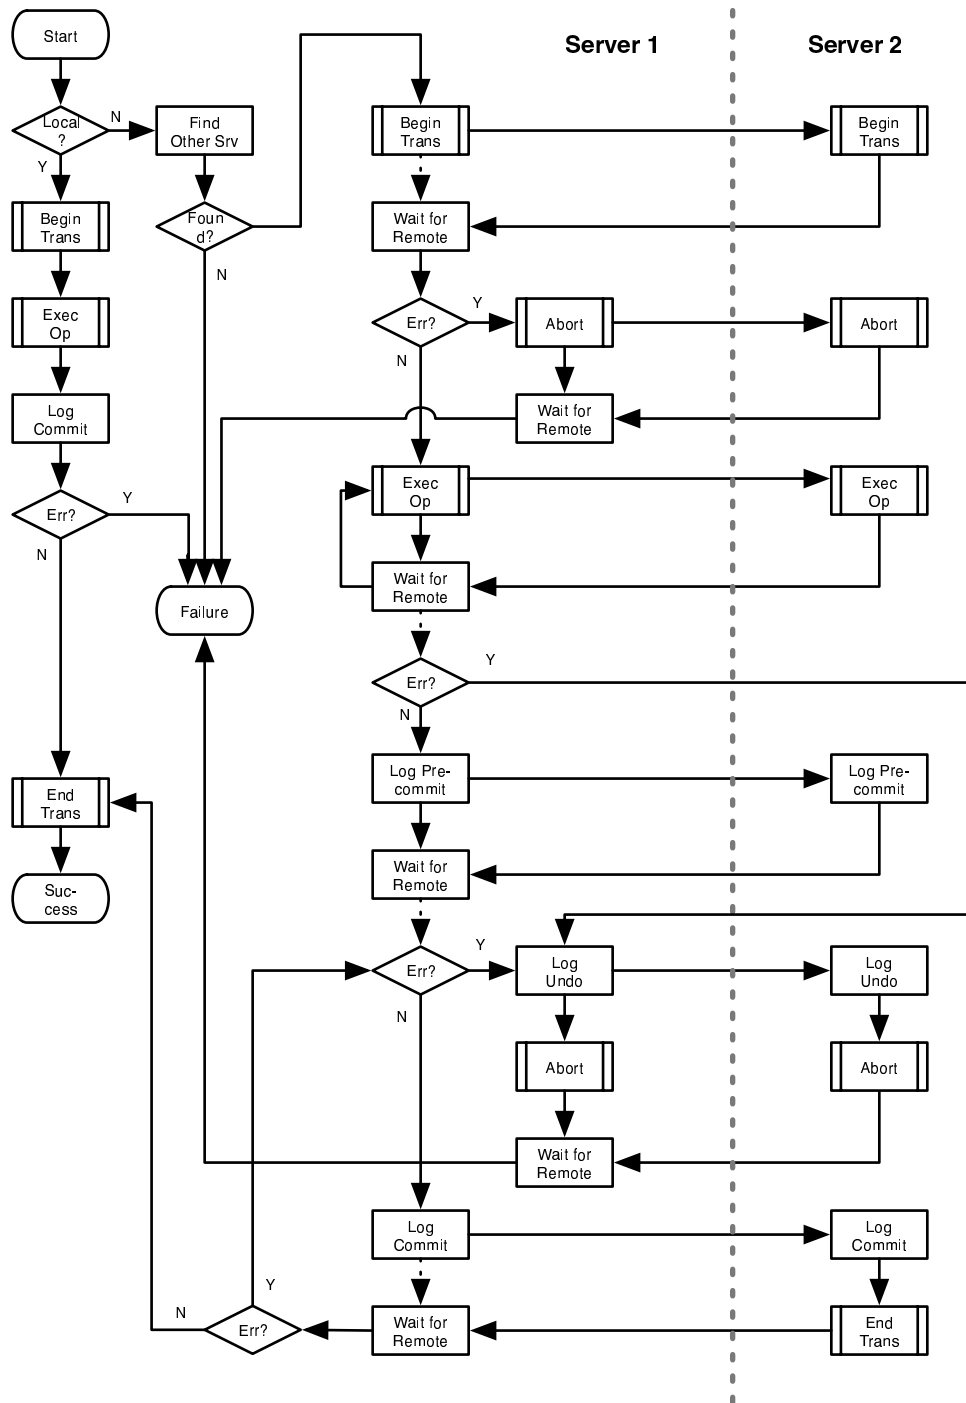 Start
Server 1
Server 2
Local
?
N
Find
Other Srv
Begin
Trans
Begin
Trans
Y
Begin
Trans
Foun
d?
Wait for
Remote
N
Exec
Op
Err?
Y
Abort
Abort
N
Log
Commit
Wait for
Remote
Exec
Op
Exec
Op
Err?
Y
N
Wait for
Remote
Failure
Err?
Y
N
Log Pre-
commit
Log Pre-
commit
End
Trans
Wait for
Remote
Suc-
cess
Err?
Y
Log
Undo
Log
Undo
N
Abort
Abort
Wait for
Remote
Log
Commit
Log
Commit
Y
N
Err?
Wait for
Remote
End
Trans